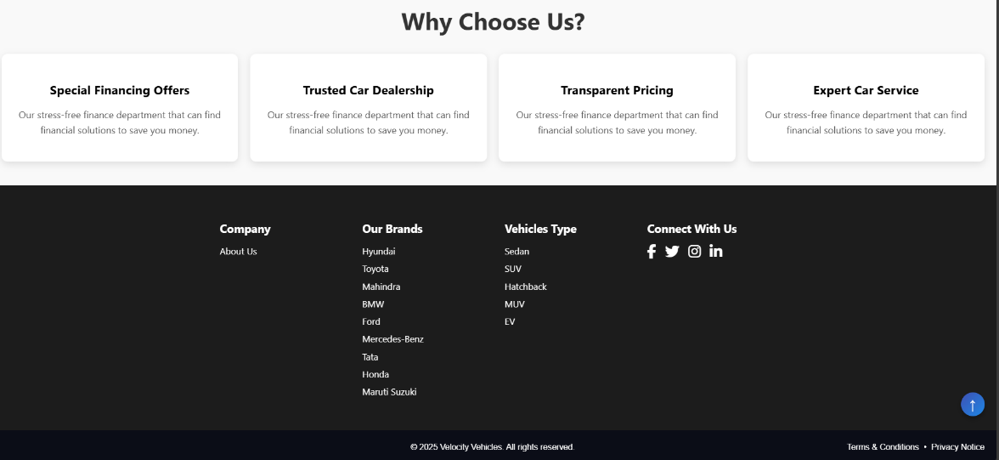 Why Choose Us?
Special Financing Offers
Our stress-free finance department that can find
financial solutions to save you money.
Trusted Car Dealership
Our stress-free finance department that can find
financial solutions to save you money.
Transparent Pricing
Our stress-free finance department that can find
financial solutions to save you money.
Expert Car Service
Our stress-free finance department that can find
financial solutions to save you money.
Company
About Us
Our Brands
Hyundai
Toyota
Mahindra
BMW
Ford
Mercedes-Benz
Tata
Honda
Maruti Suzuki
Vehicles Type
Sedan
SUV
Hatchback
MUV
EV
Connect With Us
© 2025 Velocity Vehicles. All rights reserved.
Terms & Conditions • Privacy Notice